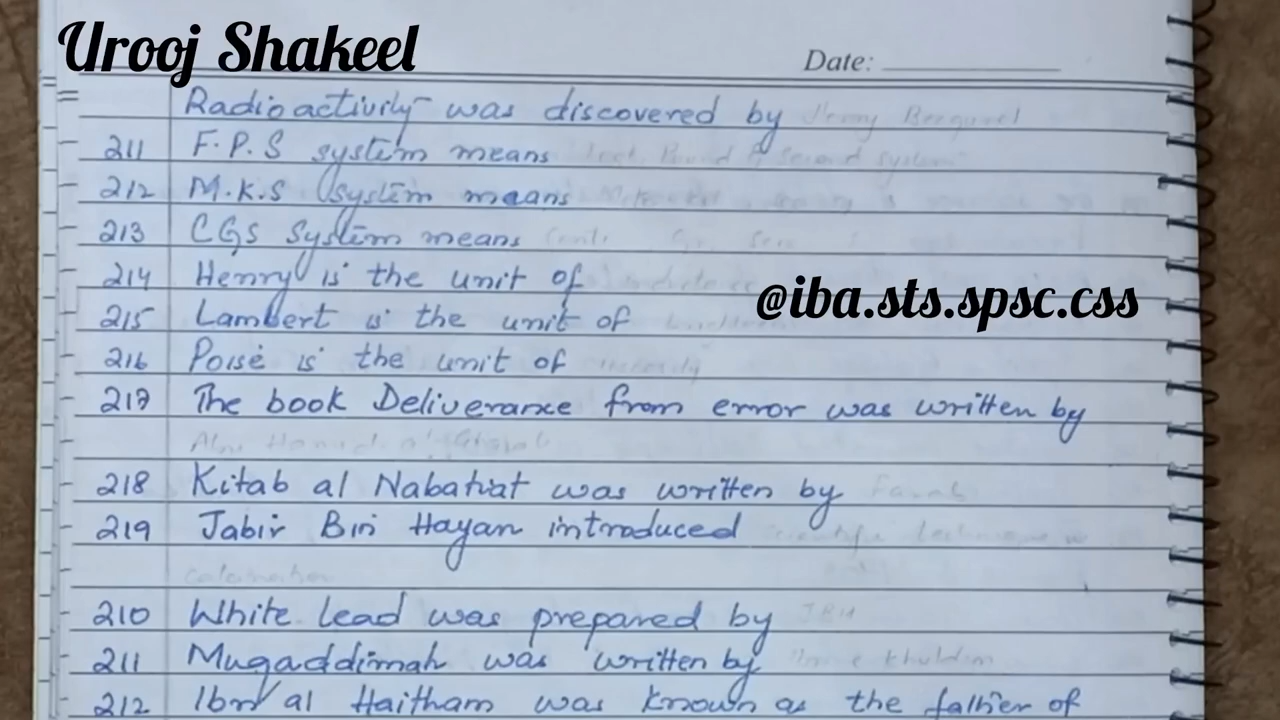 Urooj Shakeel
Date:
Radioactivity was discovered by Henry Becquerel
211 F.P.S system means
212 M.K.S system maans
213 CGS System means
214 Henry is the unit of
@iba.sts.spsc.css
215 Lambert is the unit of
216 Poise is the unit of
217 The book Deliverance from error was written by
218 Kitab al Nabahat was written by
219 Jabir Bin Hayan introduced
210 White lead was prepared by
211 Muqaddimah was written by
212 Ibn al Haitham was known as the father of